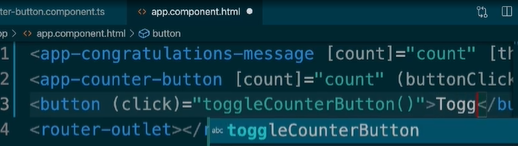 ter-button.component.ts app.component.html
app > app.component.html > button
1 <app-congratulations-message [count]="count" [th
2 <app-counter-button [count]="count" (buttonClick
3 <button (click)="toggleCounterButton()">Togg</bu
4 <router-outlet></r
abc toggleCounterButton